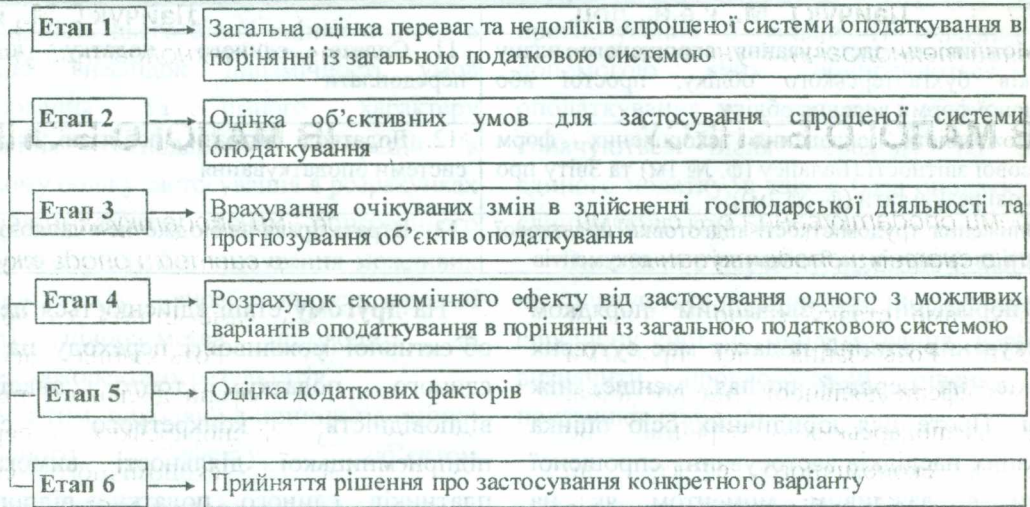 Етап 1
Загальна оцінка переваг та недоліків спрощеної системи оподаткування в
порінянні із загальною податковою системою
Етап 2
Оцінка об’єктивних умов для застосування спрощеної системи
оподаткування
Етап 3
Врахування очікуваних змін в здійсненні господарської діяльності та
прогнозування об’єктів оподаткування
Етап 4
Розрахунок економічного ефекту від застосування одного з можливих
варіантів оподаткування в порівнянні із загальною податковою системою
Етап 5
Оцінка додаткових факторів
Етап 6
Прийняття рішення про застосування конкретного варіанту